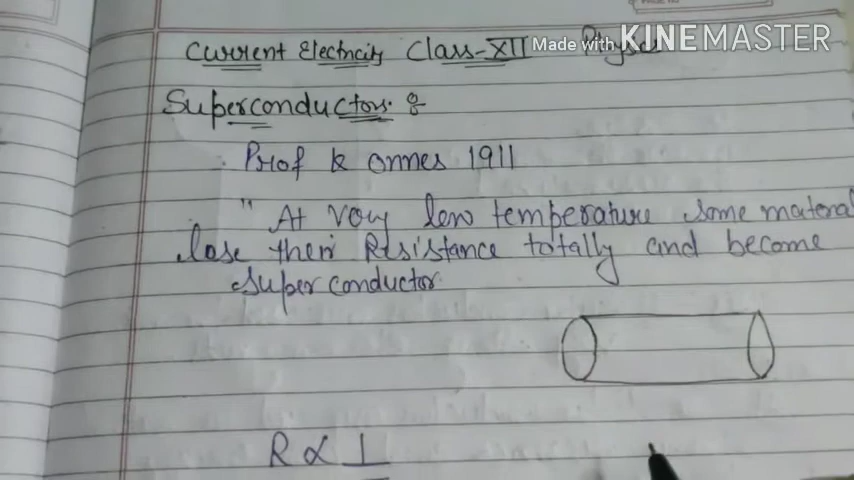 Current Electricity Class-XII Physics
Made with KINEMASTER
Superconductors :
Prof k onnes 1911
" At very low temperature some material
lose their Resistance totally and become
superconductor.
R ∝ 1